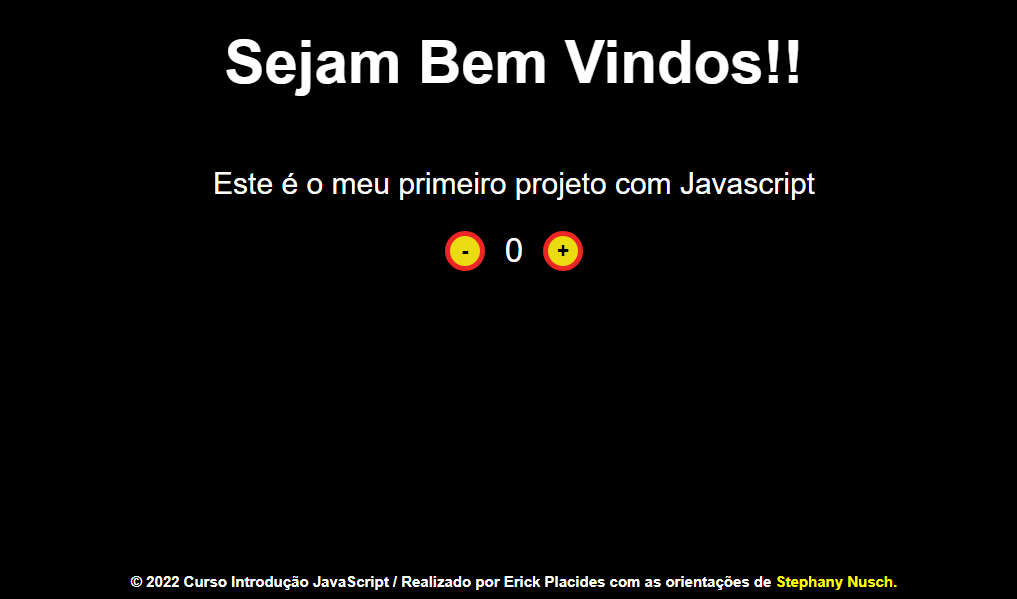 Sejam Bem Vindos!!
Este é o meu primeiro projeto com Javascript
- 0 +
© 2022 Curso Introdução JavaScript / Realizado por Erick Placides com as orientações de Stephany Nusch.